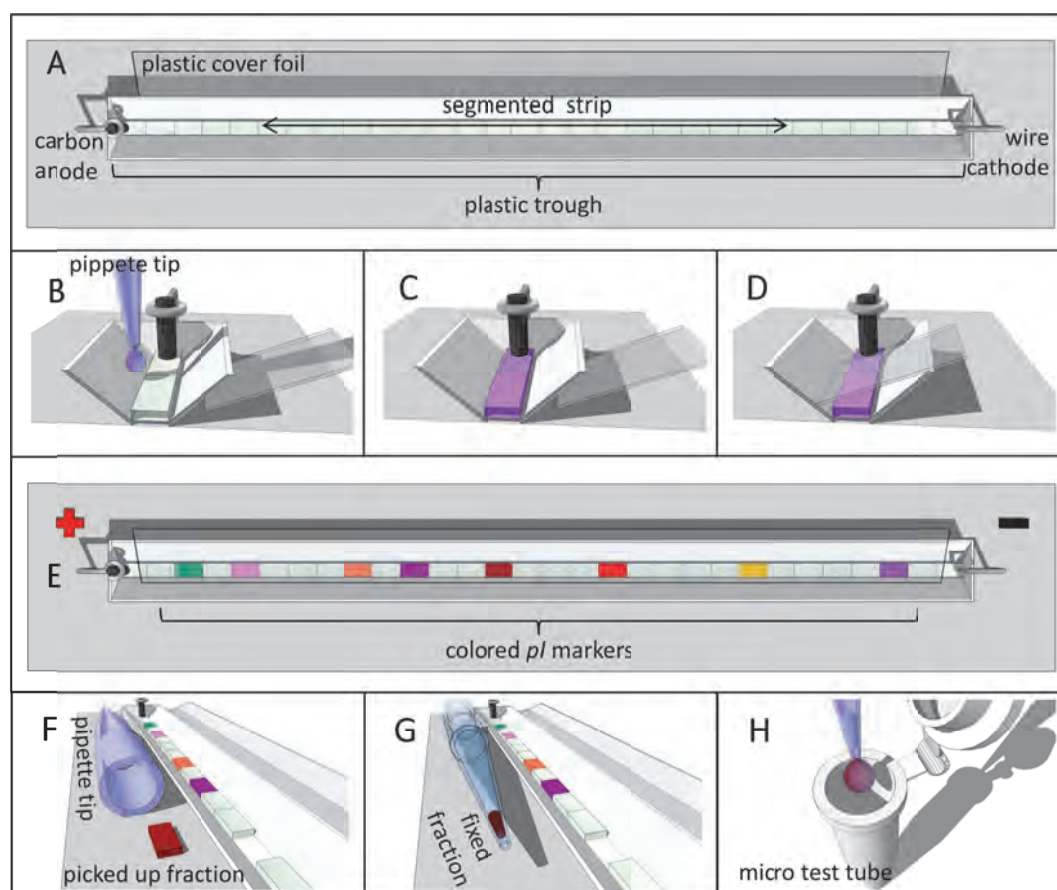 A
plastic cover foil
segmented strip
carbon
anode
wire
cathode
plastic trough
B
pippete tip
C
D
E
colored pI markers
F
pipette tip
picked up fraction
G
fixed
fraction
H
micro test tube